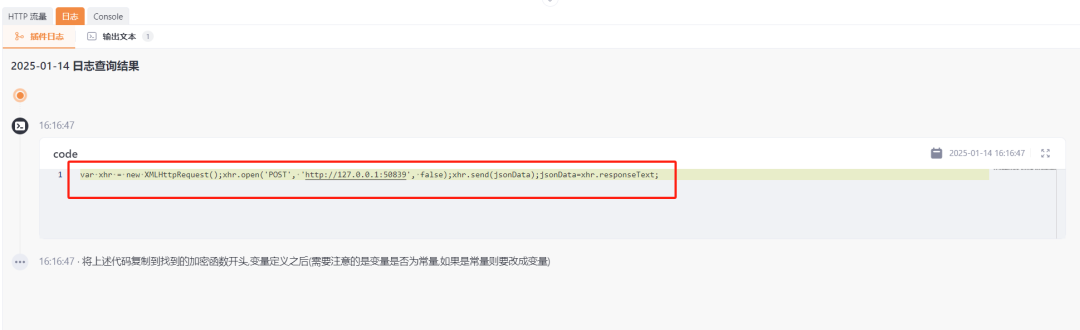 HTTP 流量 日志 Console
插件日志 输出文本 1
2025-01-14 日志查询结果
16:16:47
code 2025-01-14 16:16:47
1 var·xhr·=·new·XMLHttpRequest();xhr.open('POST',·'http://127.0.0.1:50839',·false);xhr.send(jsonData);jsonData=xhr.responseText;
16:16:47 · 将上述代码复制到找到的加密函数开头,变量定义之后(需要注意的是变量是否为常量,如果是常量则要改成变量)